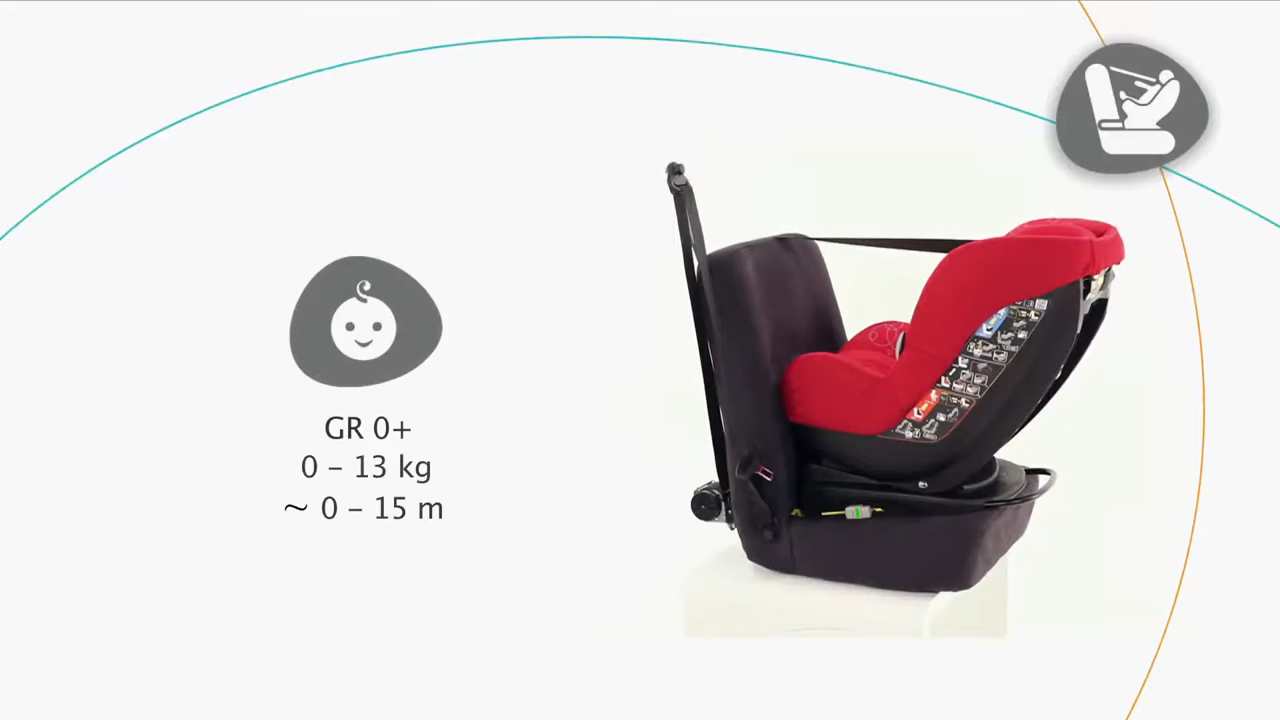 GR 0+
0 – 13 kg
~ 0 – 15 m